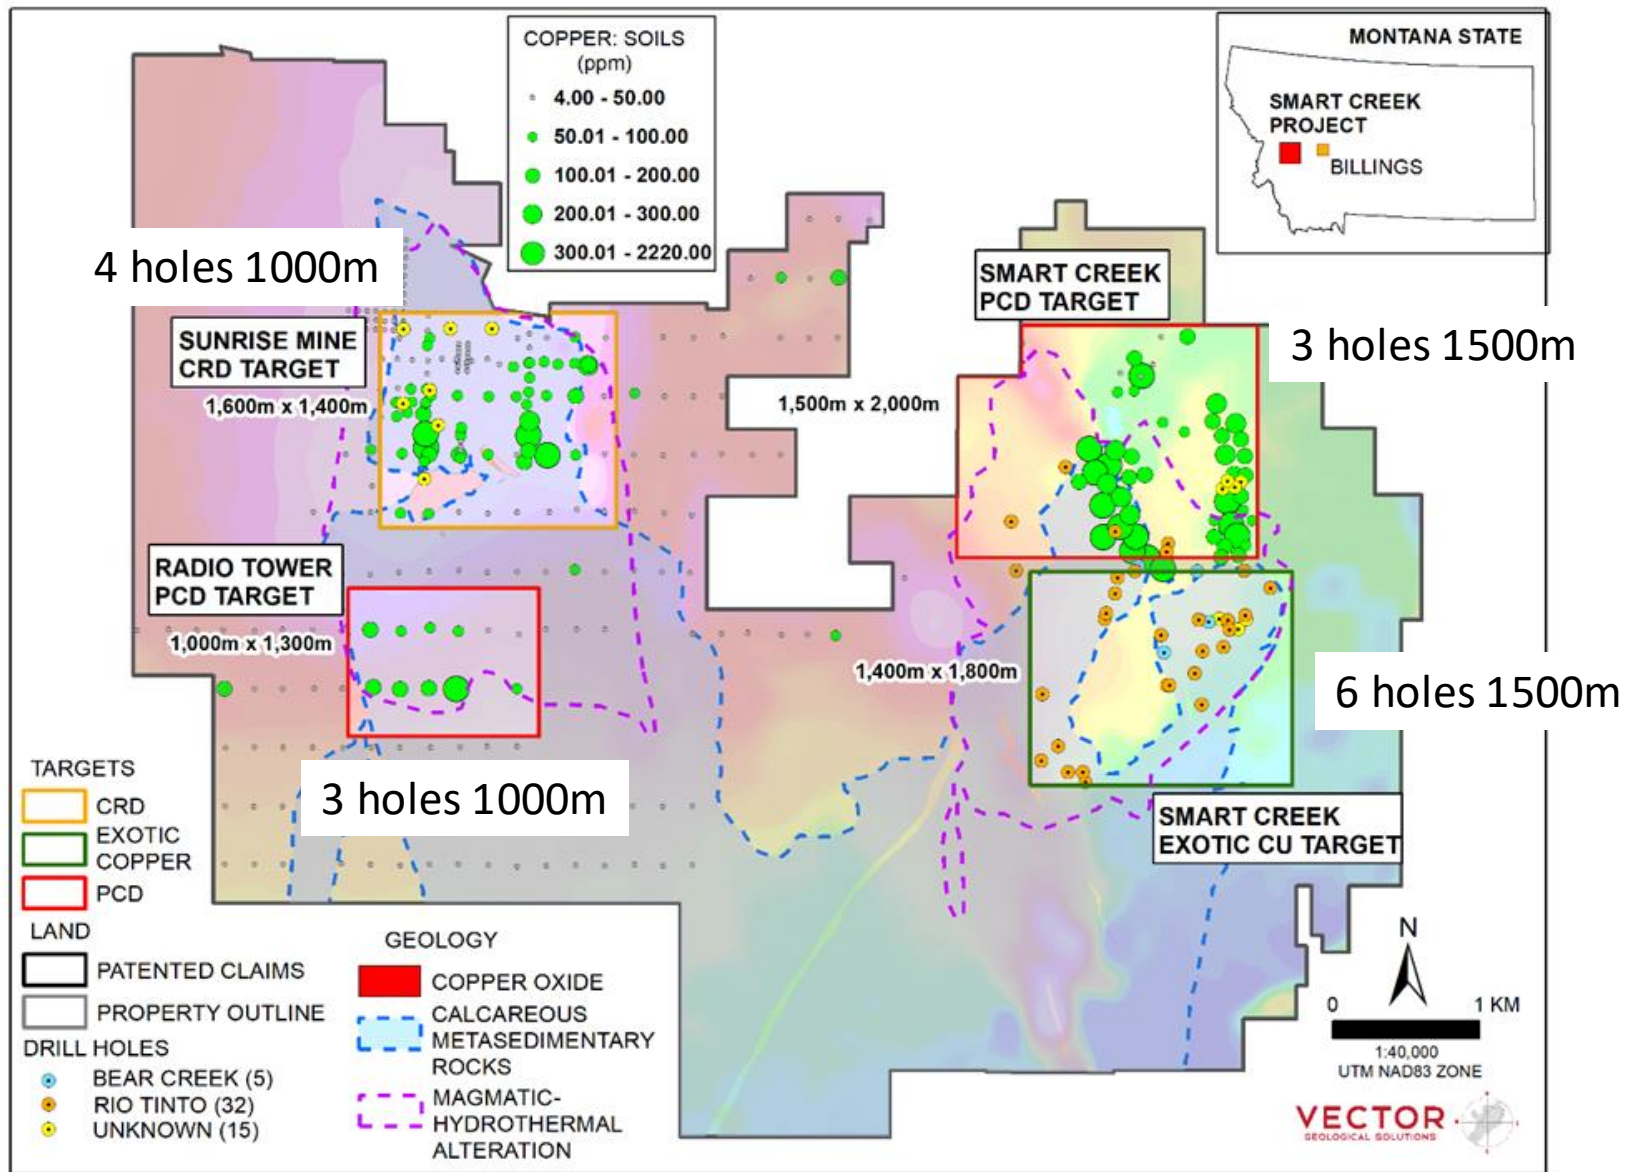 COPPER: SOILS
(ppm)
4.00 - 50.00
50.01 - 100.00
100.01 - 200.00
200.01 - 300.00
300.01 - 2220.00
MONTANA STATE
SMART CREEK
PROJECT
BILLINGS
4 holes 1000m
SUNRISE MINE
CRD TARGET
1,600m x 1,400m
SMART CREEK
PCD TARGET
3 holes 1500m
1,500m x 2,000m
RADIO TOWER
PCD TARGET
1,000m x 1,300m
1,400m x 1,800m
6 holes 1500m
3 holes 1000m
SMART CREEK
EXOTIC CU TARGET
TARGETS
CRD
EXOTIC
COPPER
PCD
LAND
PATENTED CLAIMS
PROPERTY OUTLINE
DRILL HOLES
BEAR CREEK (5)
RIO TINTO (32)
UNKNOWN (15)
GEOLOGY
COPPER OXIDE
CALCAREOUS
METASEDIMENTARY
ROCKS
MAGMATIC-
HYDROTHERMAL
ALTERATION
N
0 1 KM
1:40,000
UTM NAD83 ZONE
VECTOR
GEOLOGICAL SOLUTIONS